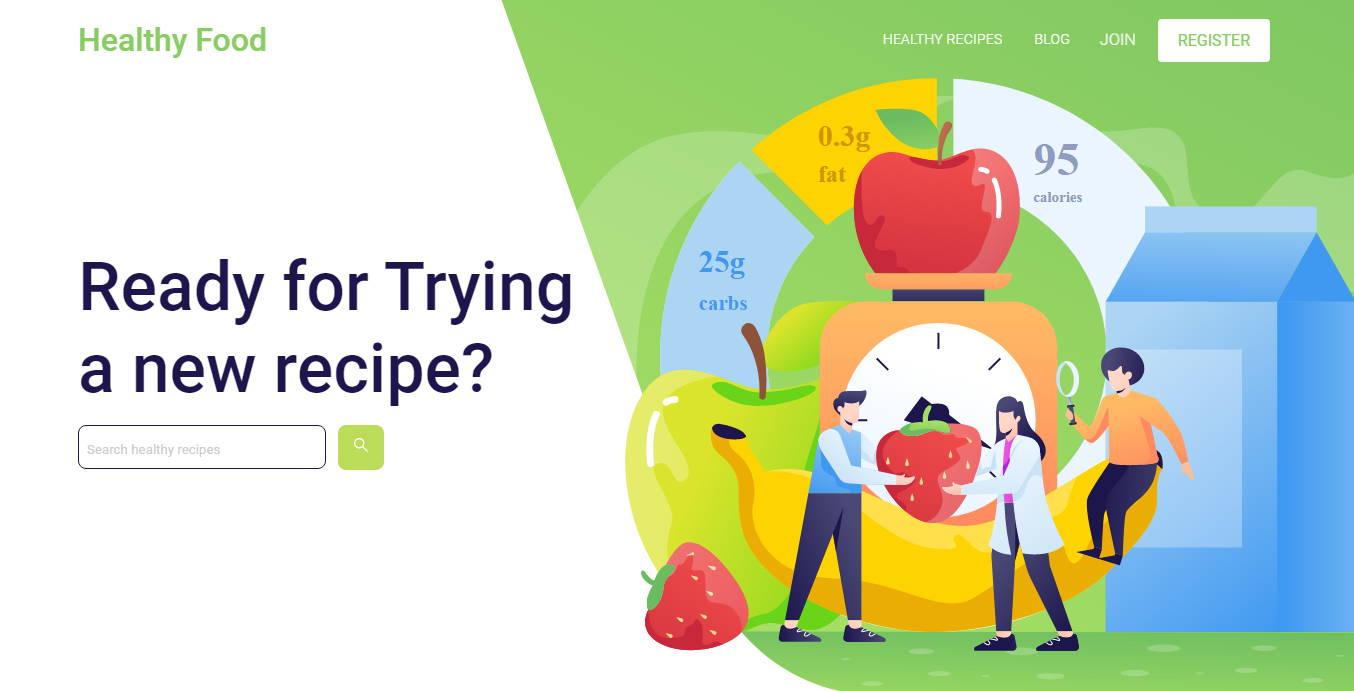 Healthy Food
HEALTHY RECIPES
BLOG
JOIN
REGISTER
0.3g
fat
95
calories
25g
carbs
Ready for Trying
a new recipe?
Search healthy recipes